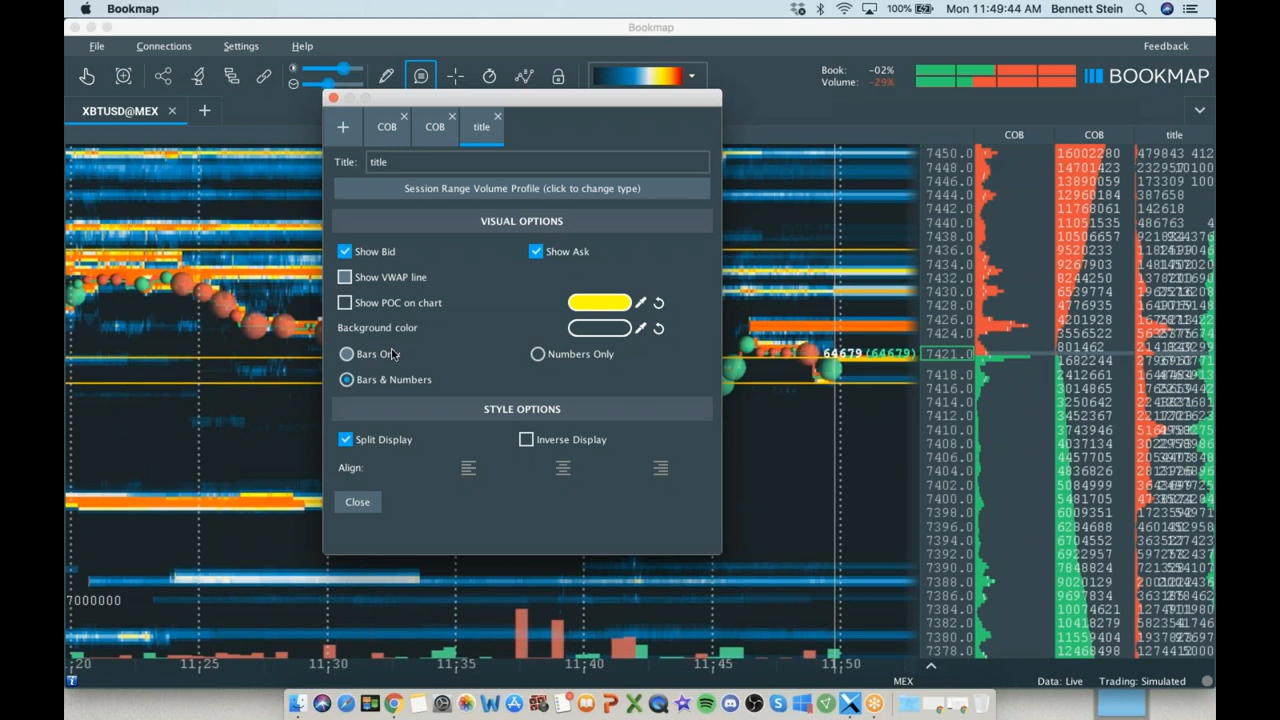 Bookmap 100% Mon 11:49:44 AM Bennett Stein
Bookmap
File Connections Settings Help Feedback
Book: -02%
Volume: -29%
BOOKMAP
XBTUSD@MEX
COB COB title
COB COB title
Title: title
Session Range Volume Profile (click to change type)
VISUAL OPTIONS
Show Bid Show Ask
Show VWAP line
Show POC on chart
Background color
Bars Only Numbers Only
Bars & Numbers
STYLE OPTIONS
Split Display Inverse Display
Align:
Close
64679 (64679)
7000000
7450.0 16002280 479843 412
7448.0 14701423
7446.0 13890059 173309 100
7444.0 12960184 387658
7442.0 11768061 142618
7440.0 11051535 486763 4
7438.0 10506657
7436.0 9520233
7434.0 9267903
7432.0 8244250
7430.0 6539774
7428.0 4776935
7426.0 4201928
7424.0 3556522
801462
7421.0 1682244
7418.0 2412661
7416.0 3014865
7414.0 3250642
7412.0 3452367
7410.0 3743946
7408.0 4037134
7406.0 4457705
7404.0 4836826
7402.0 5084999
7400.0 5481705
7398.0 6009351
7396.0 6284688
7394.0 6704552
7392.0 6922957
7390.0 7848824
7388.0 9020129
7386.0 9697834
7384.0 10074621
7382.0 10418279
7380.0 11559404
7378.0 12468498
:20 11:25 11:30 11:35 11:40 11:45 11:50
MEX Data: Live Trading: Simulated